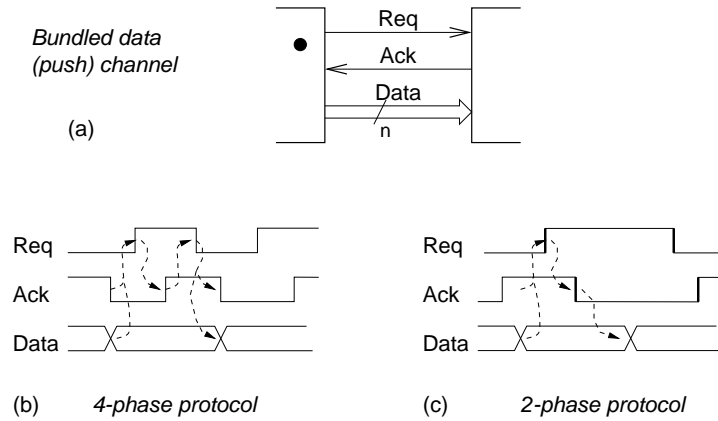 Bundled data
(push) channel
(a)
Req
Ack
Data
n
Req
Ack
Data
(b) 4-phase protocol
Req
Ack
Data
(c) 2-phase protocol